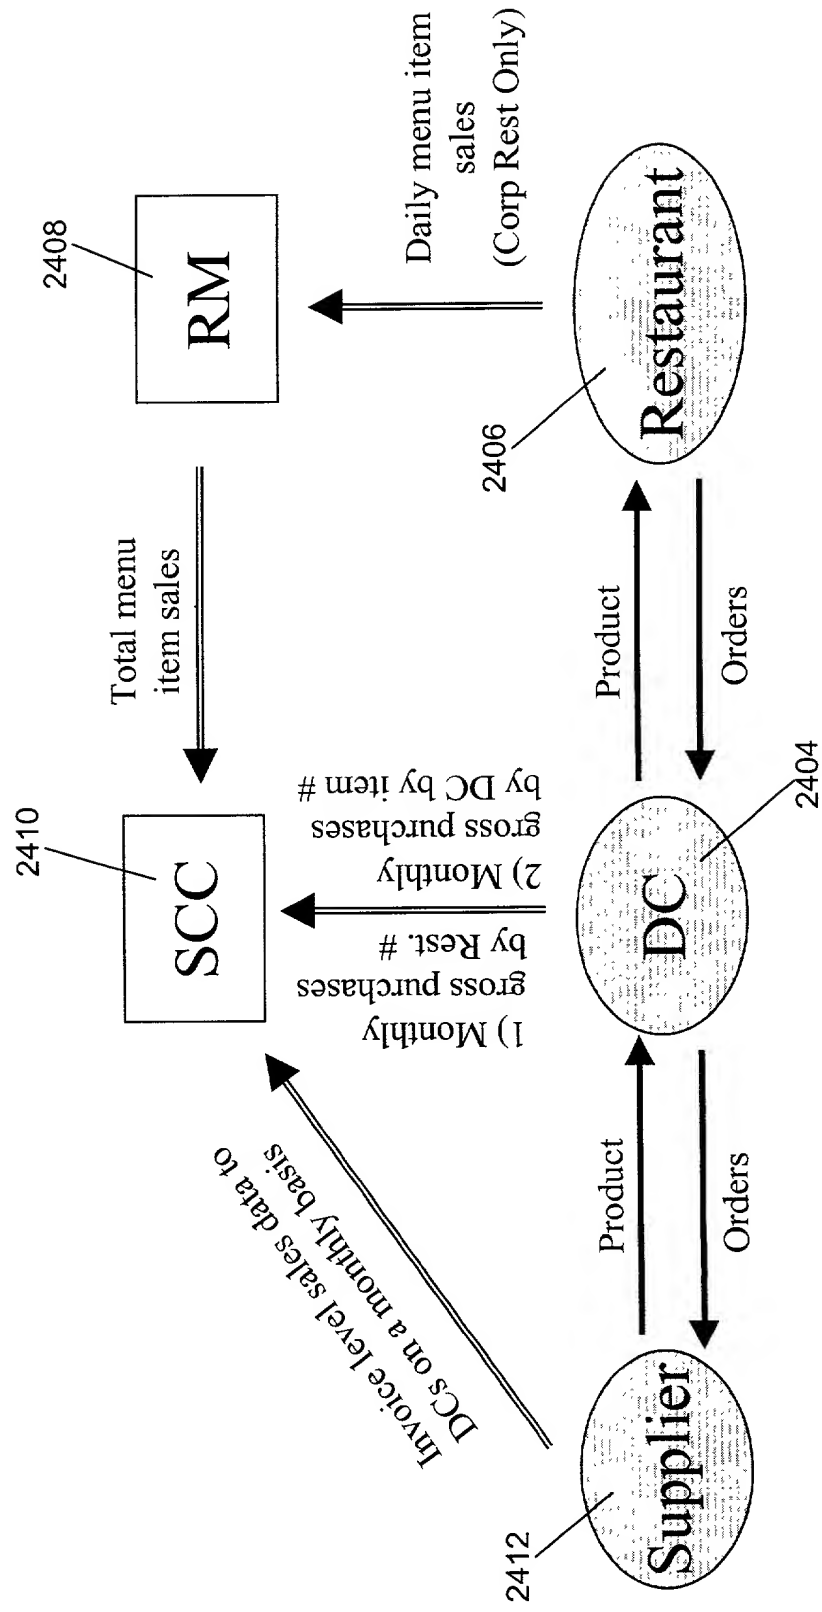 2410
SCC
Total menu
item sales
2408
RM
Invoice level sales data to
DCs on a monthly basis
1) Monthly
gross purchases
by Rest. #
2) Monthly
gross purchases
by DC by item #
Daily menu item
sales
(Corp Rest Only)
2412
Supplier
Product
Orders
DC
2404
Product
Orders
2406
Restaurant